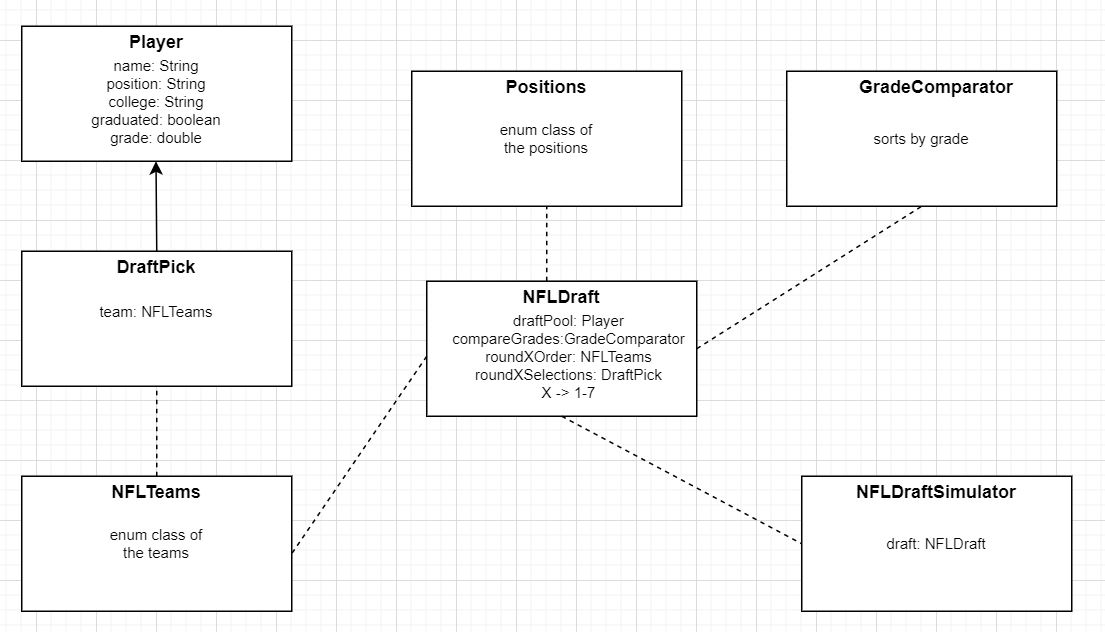 Player
name: String
position: String
college: String
graduated: boolean
grade: double
Positions
enum class of
the positions
GradeComparator
sorts by grade
DraftPick
team: NFLTeams
NFLDraft
draftPool: Player
compareGrades:GradeComparator
roundXOrder: NFLTeams
roundXSelections: DraftPick
X -> 1-7
NFLTeams
enum class of
the teams
NFLDraftSimulator
draft: NFLDraft